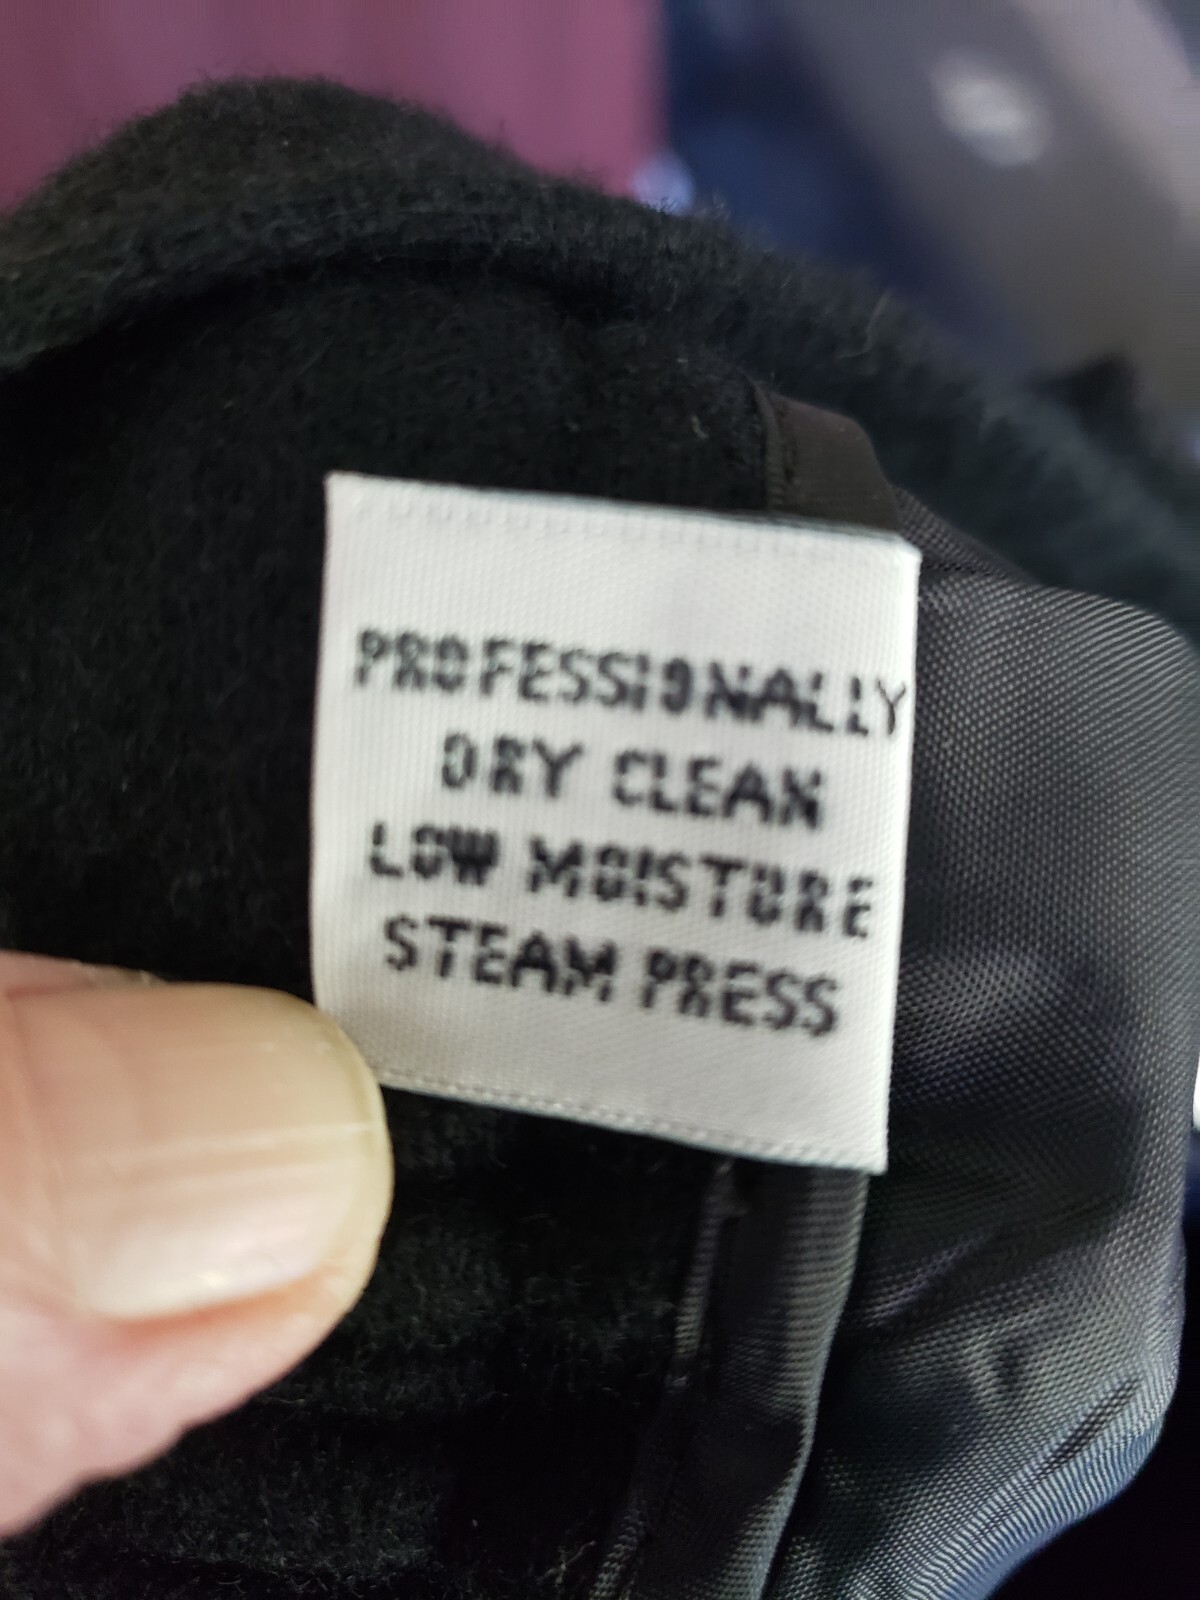 PROFESSIONALLY
DRY CLEAN
LOW MOISTURE
STEAM PRESS